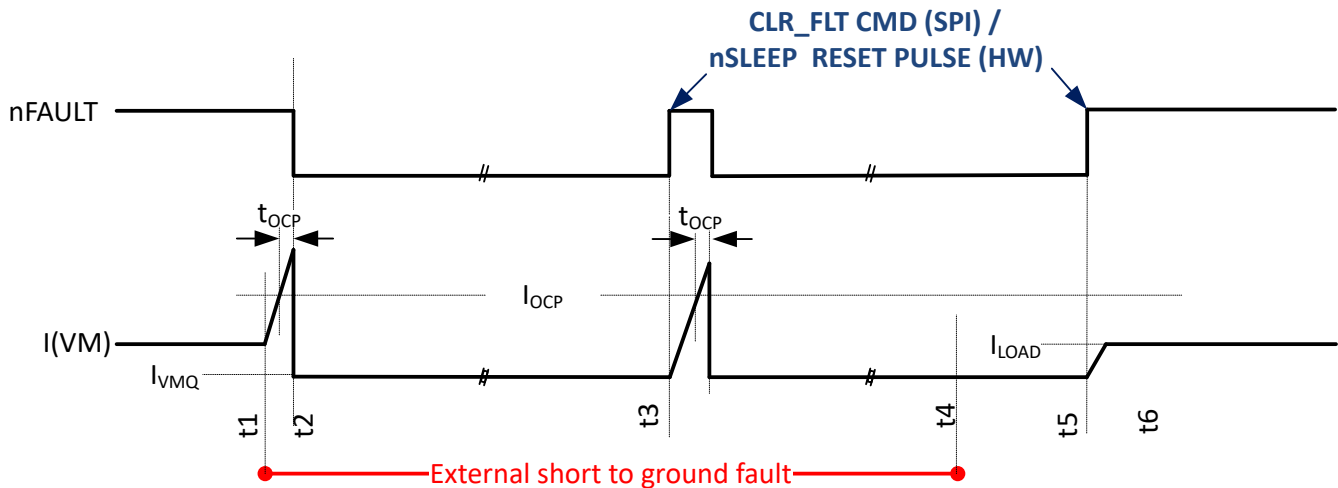 CLR_FLT CMD (SPI) /
nSLEEP RESET PULSE (HW)
nFAULT
tOCP
tOCP
IOCP
I(VM)
ILOAD
IVMQ
t1
t2
t3
t4
t5
t6
External short to ground fault